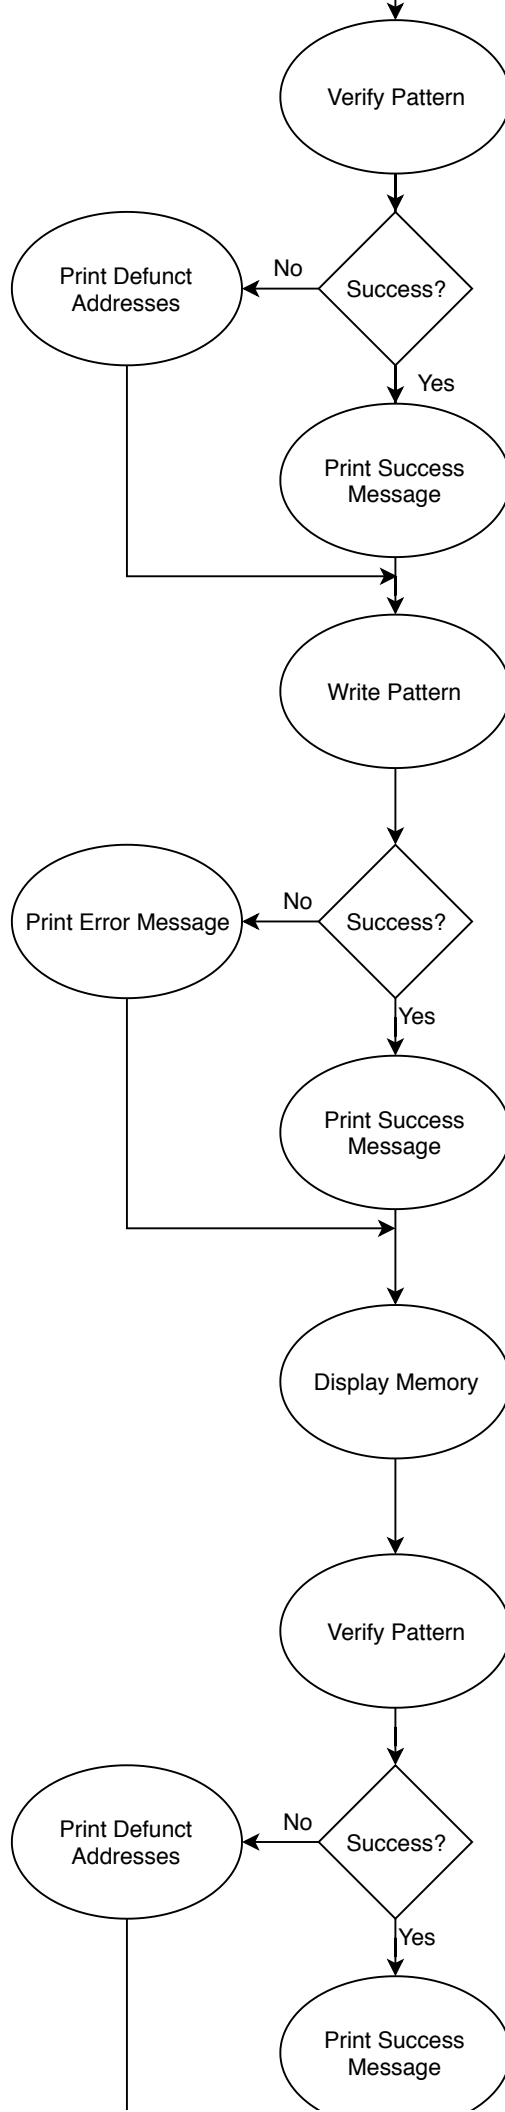 Verify Pattern
Print Defunct
Addresses
No
Success?
Yes
Print Success
Message
Write Pattern
Print Error Message
No
Success?
Yes
Print Success
Message
Display Memory
Verify Pattern
Print Defunct
Addresses
No
Success?
Yes
Print Success
Message